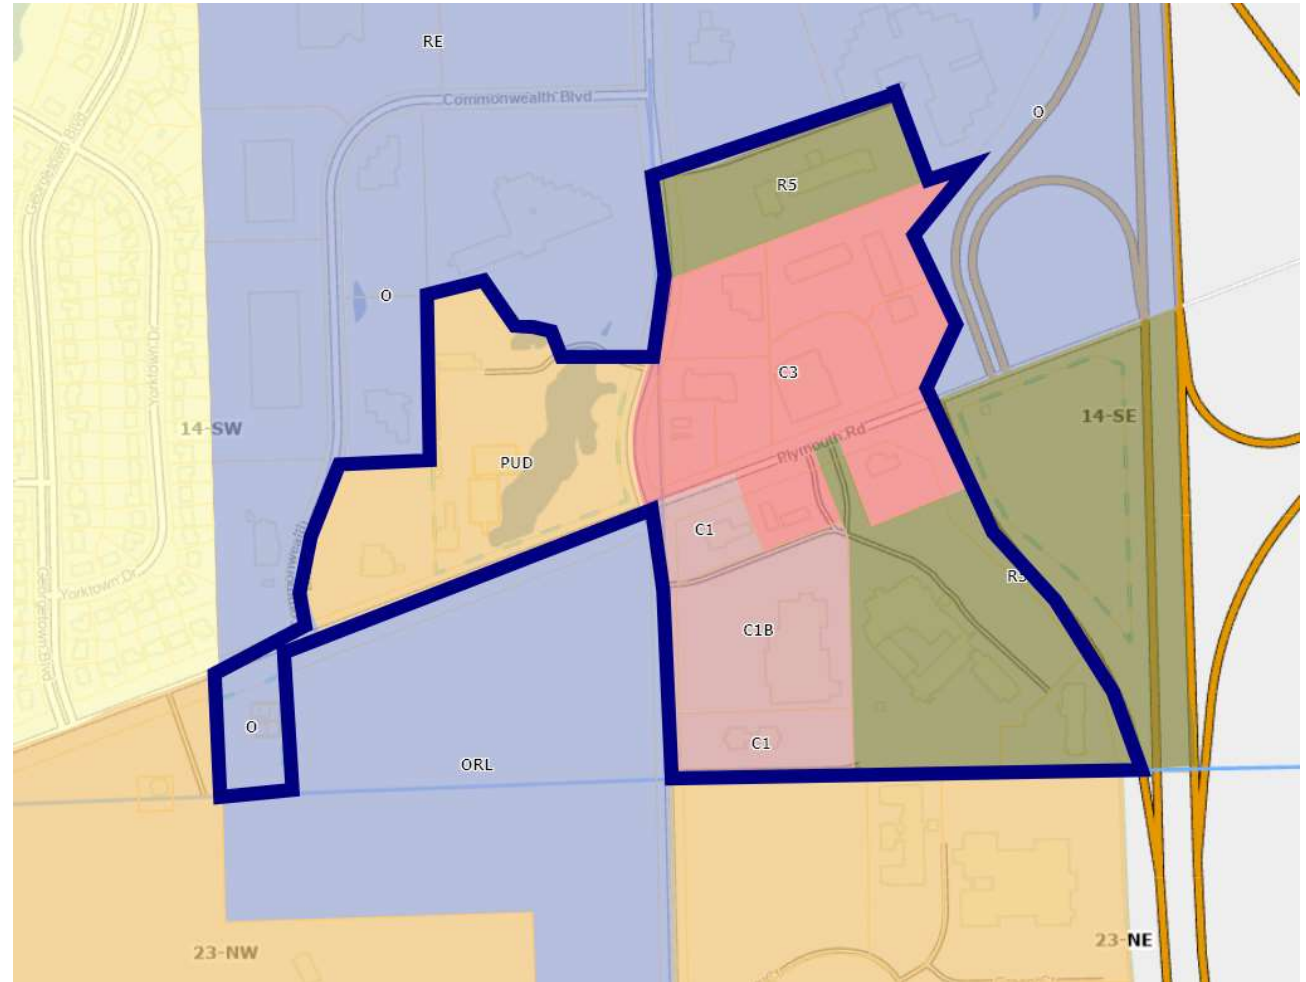 RE
Commonwealth Blvd
O
Georgetown Blvd
R5
O
Yorktown Dr
C3
14-SE
14-SW
Plymouth Rd
PUD
C1
Commonwealth
R5
Yorktown Dr
Georgetown Blvd
C1B
O
C1
ORL
23-NW
23-NE